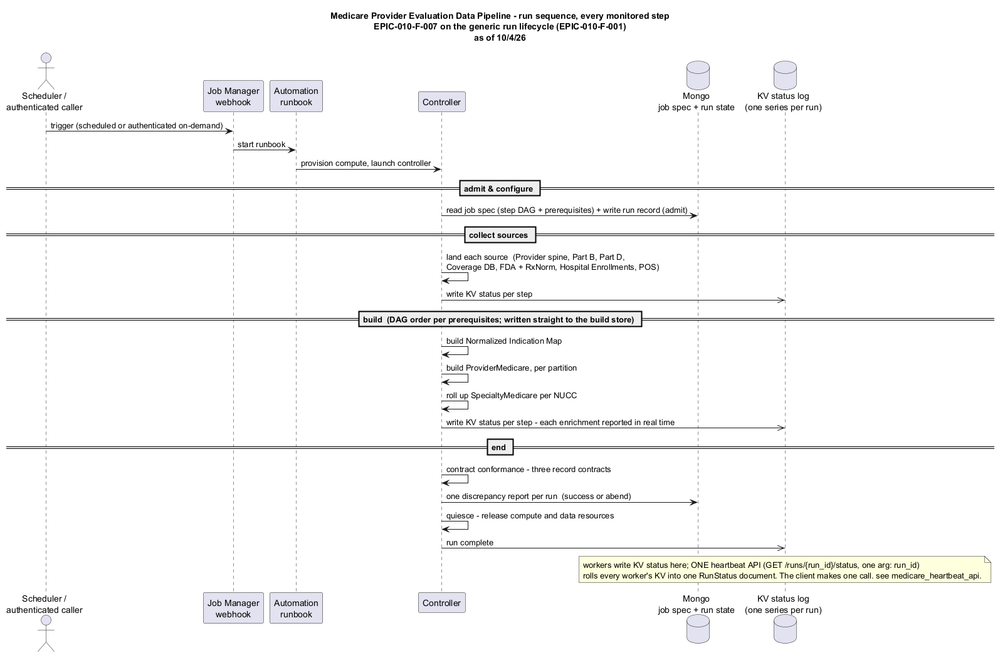 Medicare Provider Evaluation Data Pipeline - run sequence, every monitored step
EPIC-010-F-007 on the generic run lifecycle (EPIC-010-F-001)
as of 10/4/26
Scheduler /
authenticated caller
Job Manager
webhook
Automation
runbook
Controller
Mongo
job spec + run state
KV status log
(one series per run)
trigger (scheduled or authenticated on-demand)
start runbook
provision compute, launch controller
admit & configure
read job spec (step DAG + prerequisites) + write run record (admit)
collect sources
land each source  (Provider spine, Part B, Part D,
Coverage DB, FDA + RxNorm, Hospital Enrollments, POS)
write KV status per step
build  (DAG order per prerequisites; written straight to the build store)
build Normalized Indication Map
build ProviderMedicare, per partition
roll up SpecialtyMedicare per NUCC
write KV status per step - each enrichment reported in real time
end
contract conformance - three record contracts
one discrepancy report per run  (success or abend)
quiesce - release compute and data resources
run complete
workers write KV status here; ONE heartbeat API (GET /runs/{run_id}/status, one arg: run_id)
rolls every worker's KV into one RunStatus document. The client makes one call. see medicare_heartbeat_api.
Scheduler /
authenticated caller
Job Manager
webhook
Automation
runbook
Controller
Mongo
job spec + run state
KV status log
(one series per run)